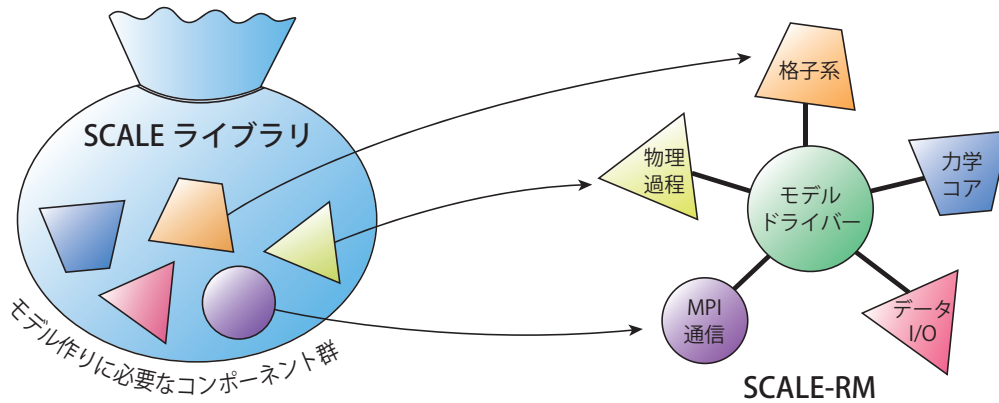 SCALE ライブラリ
モデル作りに必要なコンポーネント群
格子系
物理
過程
力学
コア
モデル
ドライバー
MPI
通信
データ
I/O
SCALE-RM